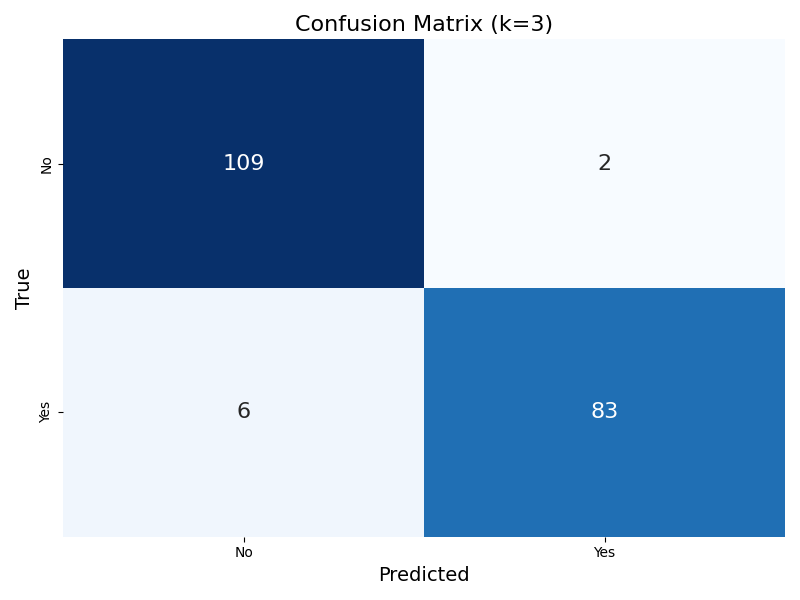 Confusion Matrix (k=3)
No
109
2
True
Yes
6
83
No
Yes
Predicted